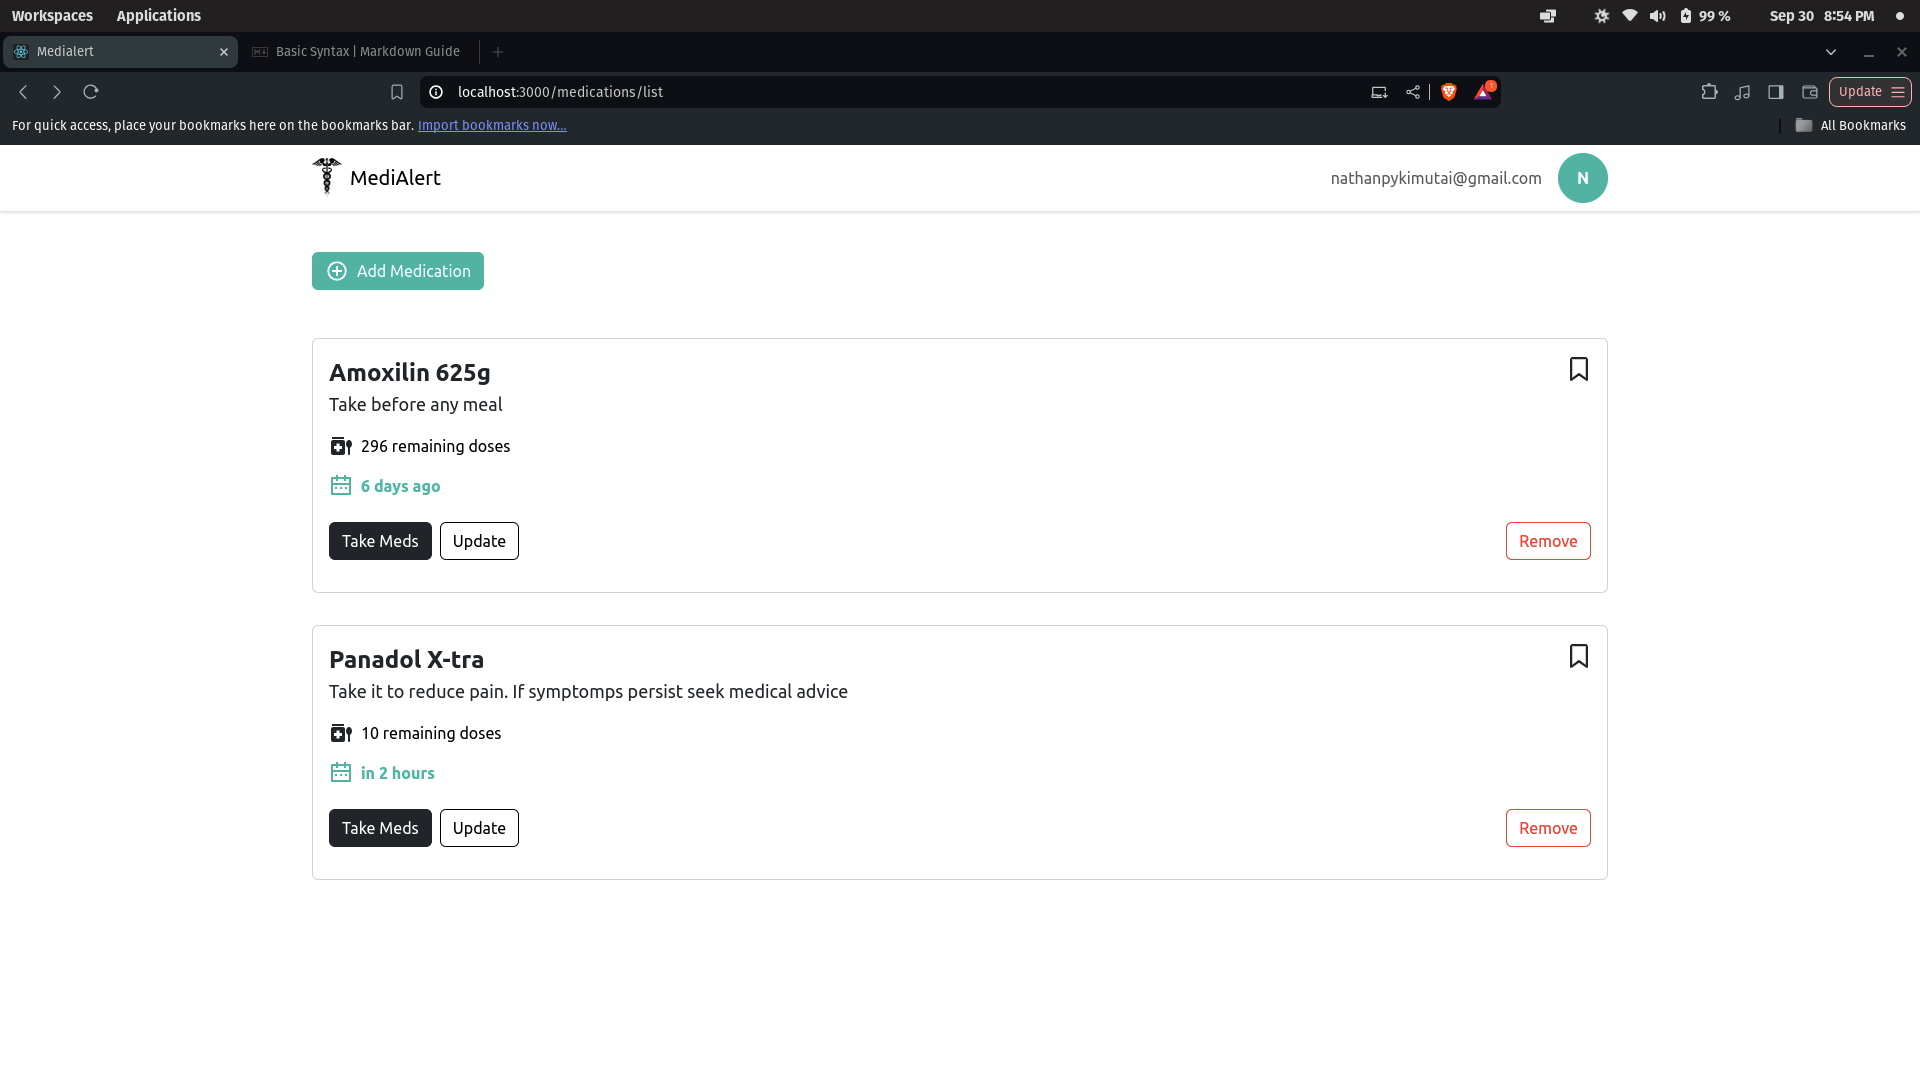 Workspaces Applications 99 % Sep 30 8:54 PM
Medialert Basic Syntax | Markdown Guide
localhost:3000/medications/list 1 Update
For quick access, place your bookmarks here on the bookmarks bar. Import bookmarks now... All Bookmarks
MediAlert nathanpykimutai@gmail.com N
Add Medication
Amoxilin 625g
Take before any meal
296 remaining doses
6 days ago
Take Meds Update Remove
Panadol X-tra
Take it to reduce pain. If symptomps persist seek medical advice
10 remaining doses
in 2 hours
Take Meds Update Remove